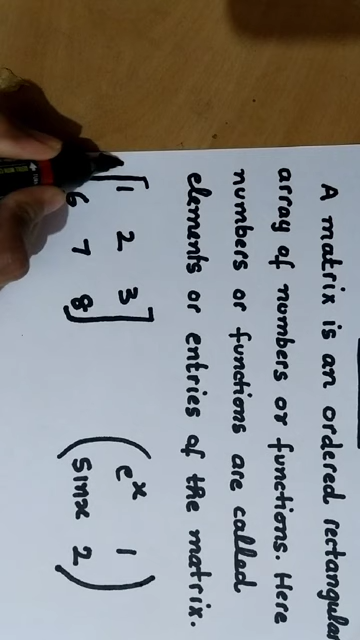 A matrix is an ordered rectangular
array of numbers or functions. Here
numbers or functions are called
elements or entries of the matrix.
[1 2 3 (e^x 1
6 7 8] sinx 2)